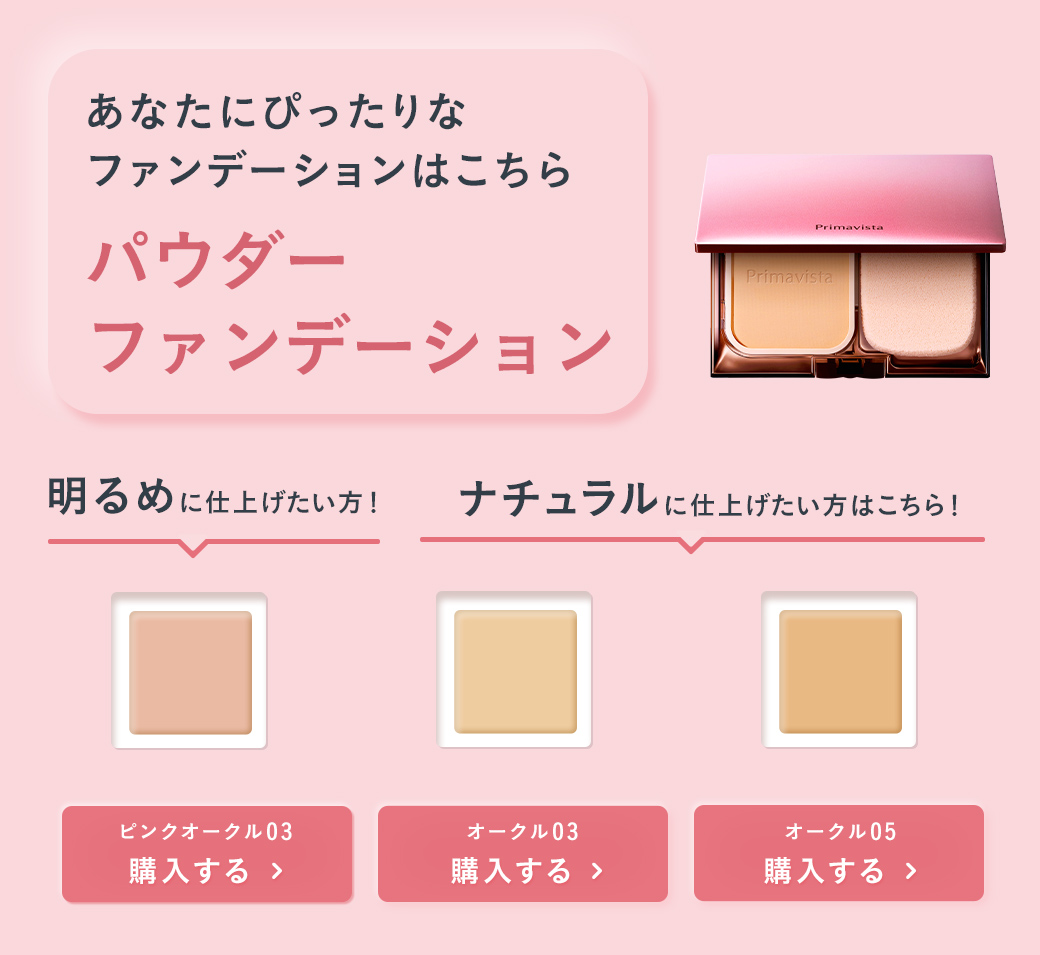 あなたにぴったりな
ファンデーションはこちら
パウダー
ファンデーション
Primavista
Primavista
明るめに仕上げたい方！
ナチュラルに仕上げたい方はこちら！
ピンクオークル03
購入する
オークル03
購入する
オークル05
購入する